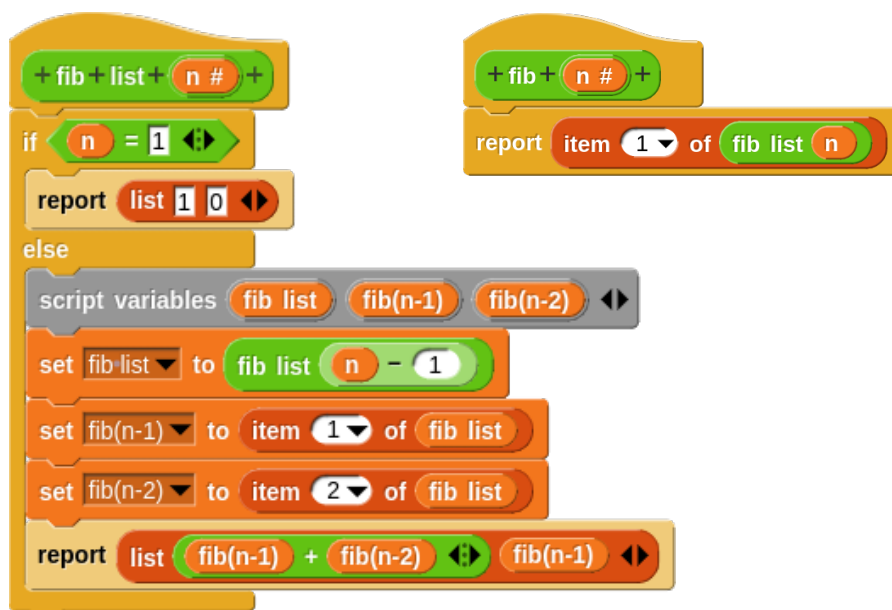 + fib + list + n # +
if n = 1
report list 1 0
else
script variables fib list fib(n-1) fib(n-2)
set fib list to fib list n - 1
set fib(n-1) to item 1 of fib list
set fib(n-2) to item 2 of fib list
report list fib(n-1) + fib(n-2) fib(n-1)
+ fib + n # +
report item 1 of fib list n